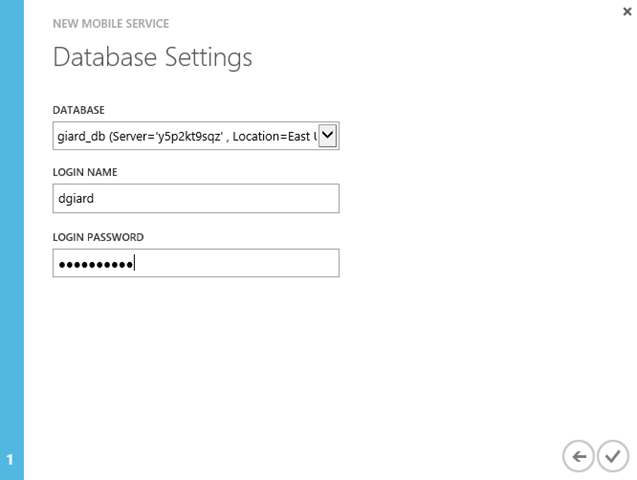 NEW MOBILE SERVICE
Database Settings
DATABASE
giard_db (Server='y5p2kt9sqz' , Location=East
LOGIN NAME
dgiard
LOGIN PASSWORD
••••••••••
1